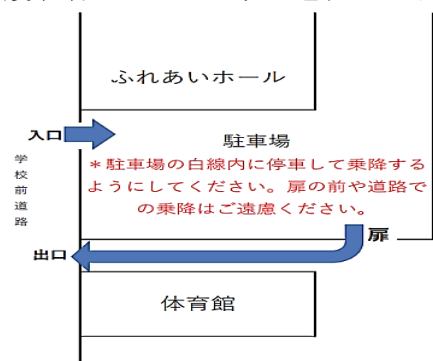 ふれあいホール
入口
駐車場
学校前道路
＊駐車場の白線内に停車して乗降する
ようにしてください。扉の前や道路で
の乗降はご遠慮ください。
扉
出口
体育館